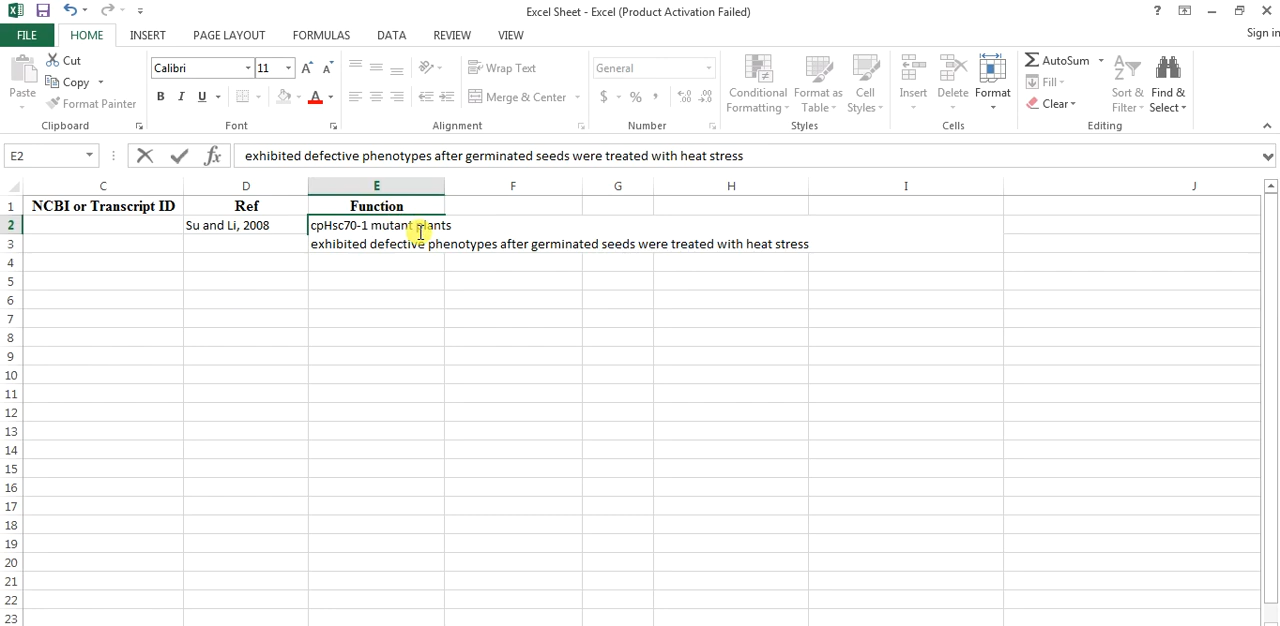 Excel Sheet - Excel (Product Activation Failed)
?
FILE HOME INSERT PAGE LAYOUT FORMULAS DATA REVIEW VIEW Sign in
Paste
Cut
Copy
Format Painter
Clipboard
Calibri 11
B I U
Font
Wrap Text
Merge & Center
Alignment
General
$ % ,
Number
Conditional Formatting
Format as Table
Cell Styles
Styles
Insert
Delete
Format
Cells
AutoSum
Fill
Clear
Sort & Filter
Find & Select
Editing
E2 fx exhibited defective phenotypes after germinated seeds were treated with heat stress
C D E F G H I J
1 NCBI or Transcript ID Ref Function
2 Su and Li, 2008 cpHsc70-1 mutant plants
3 exhibited defective phenotypes after germinated seeds were treated with heat stress
4
5
6
7
8
9
10
11
12
13
14
15
16
17
18
19
20
21
22
23